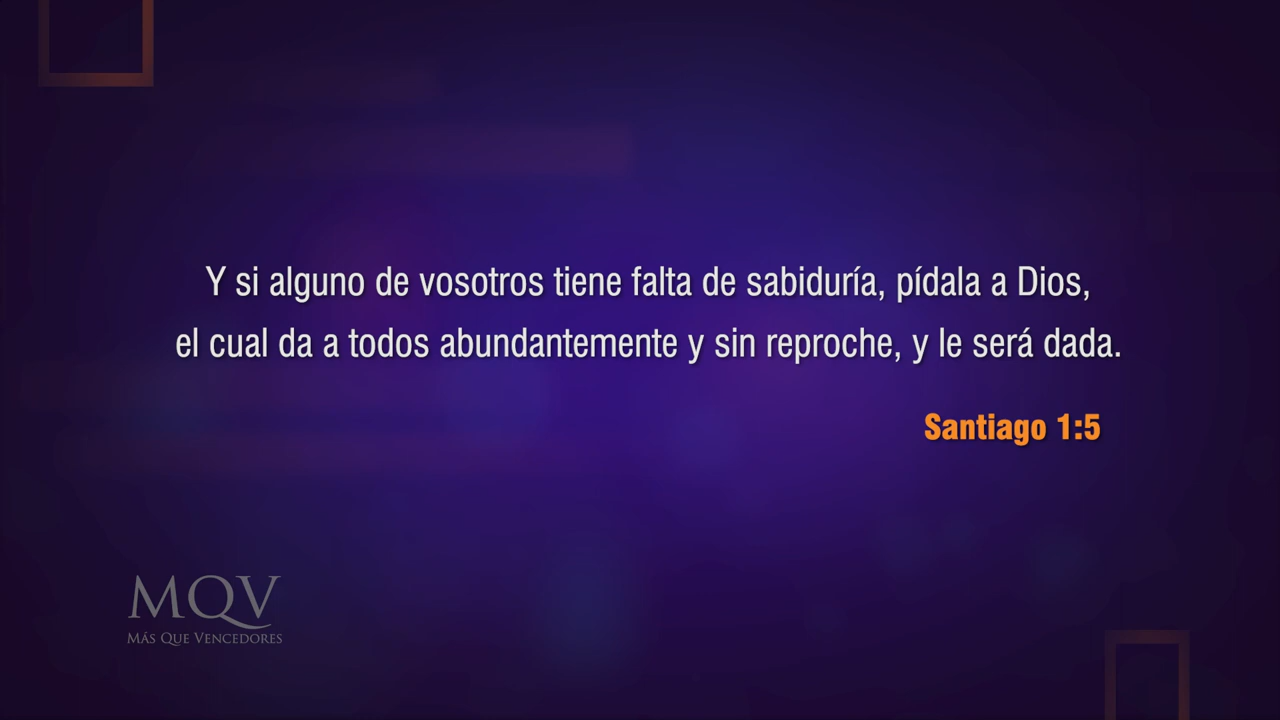 Y si alguno de vosotros tiene falta de sabiduría, pídala a Dios,
el cual da a todos abundantemente y sin reproche, y le será dada.
Santiago 1:5
MQV
MÁS QUE VENCEDORES